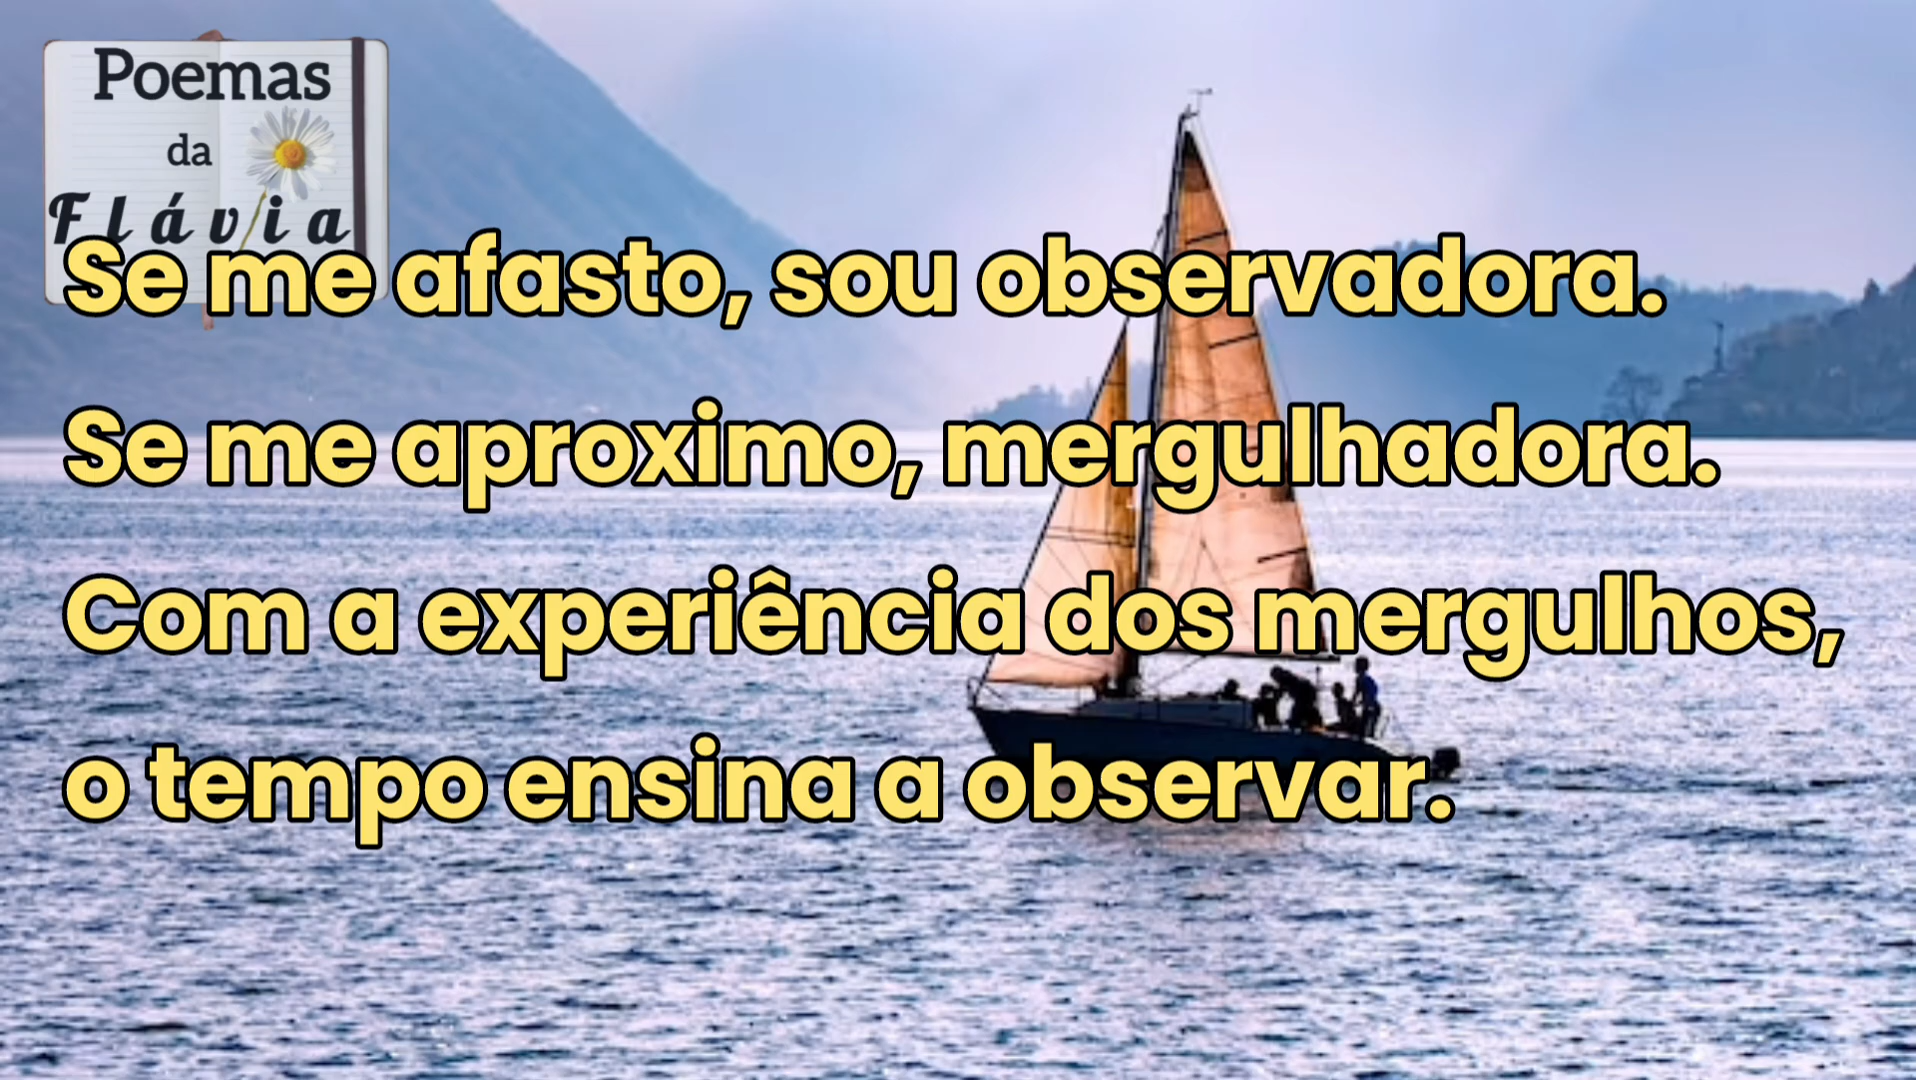 Poemas
da
Flávia
Se me afasto, sou observadora.
Se me aproximo, mergulhadora.
Com a experiência dos mergulhos,
o tempo ensina a observar.